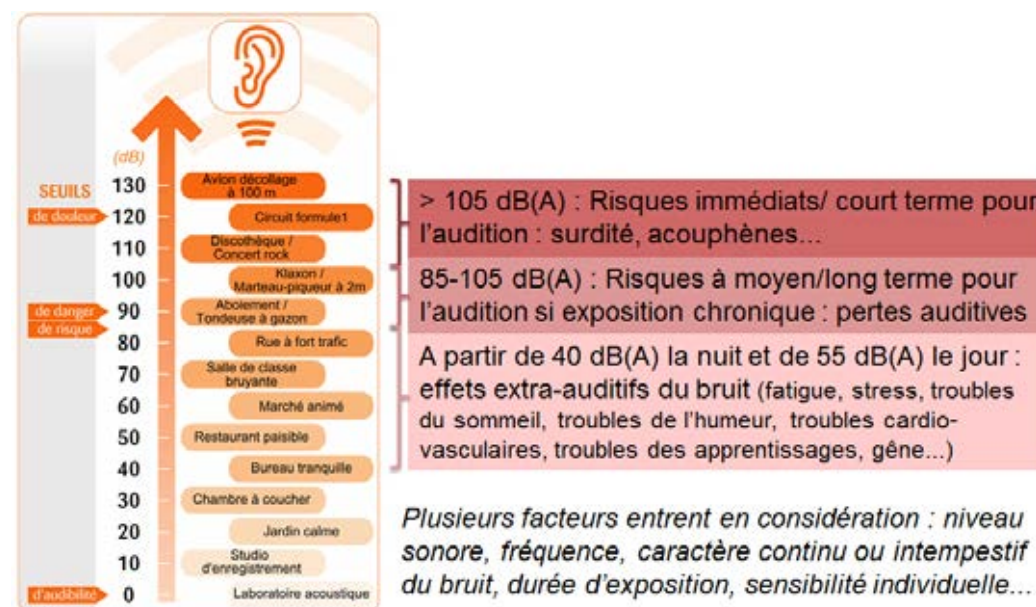 (dB)
SEUILS
130
Avion décollage
à 100 m
de douleur
120
Circuit formule1
110
Discothèque /
Concert rock
100
Klaxon /
Marteau-piqueur à 2m
de danger
90
Aboiement /
Tondeuse à gazon
de risque
80
Rue à fort trafic
70
Salle de classe
bruyante
60
Marché animé
50
Restaurant paisible
40
Bureau tranquille
30
Chambre à coucher
20
Jardin calme
10
Studio
d'enregistrement
d'audibilité
0
Laboratoire acoustique
> 105 dB(A) : Risques immédiats/ court terme pour
l'audition : surdité, acouphènes...
85-105 dB(A) : Risques à moyen/long terme pour
l'audition si exposition chronique : pertes auditives
A partir de 40 dB(A) la nuit et de 55 dB(A) le jour :
effets extra-auditifs du bruit (fatigue, stress, troubles
du sommeil, troubles de l'humeur, troubles cardio-
vasculaires, troubles des apprentissages, gêne...)
Plusieurs facteurs entrent en considération : niveau
sonore, fréquence, caractère continu ou intempestif
du bruit, durée d'exposition, sensibilité individuelle...